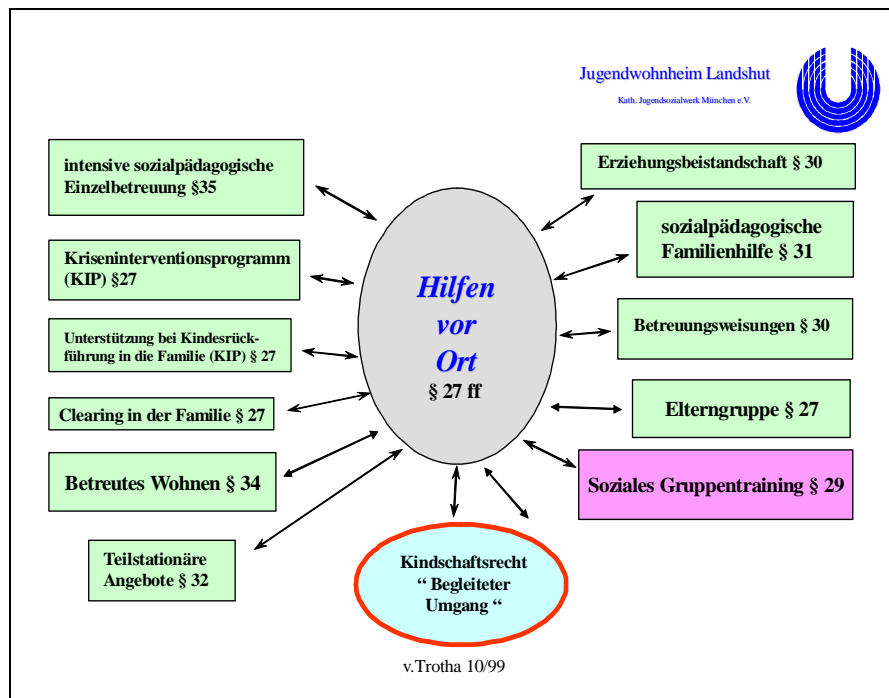 Jugendwohnheim Landshut
Kath. Jugendsozialwerk München e.V.
intensive sozialpädagogische
Einzelbetreuung §35
Kriseninterventionsprogramm
(KIP) §27
Unterstützung bei Kindesrück-
führung in die Familie (KIP) § 27
Clearing in der Familie § 27
Betreutes Wohnen § 34
Teilstationäre
Angebote § 32
Hilfen
vor
Ort
§ 27 ff
Erziehungsbeistandschaft § 30
sozialpädagogische
Familienhilfe § 31
Betreuungsweisungen § 30
Elterngruppe § 27
Soziales Gruppentraining § 29
Kindschaftsrecht
“ Begleiteter
Umgang “
v.Trotha 10/99